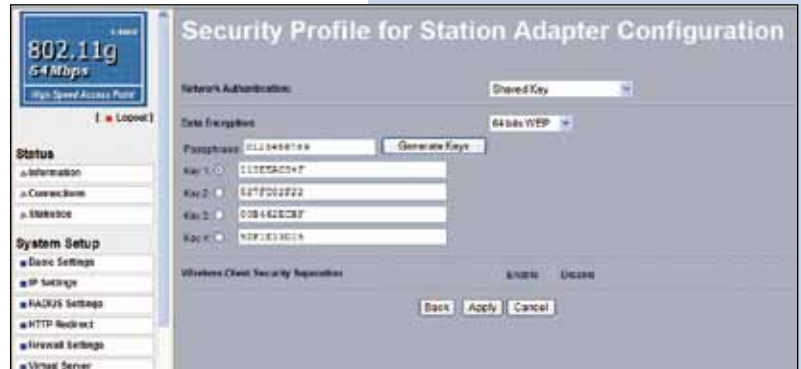 Security Profile for Station Adapter Configuration
802.11g
54Mbps
High Speed Access Point
[ Logout]
Status
Information
Connections
Statistics
System Setup
Basic Settings
IP Settings
RADIUS Settings
HTTP Redirect
Firewall Settings
Virtual Server
Network Authentication:
Shared Key
Data Encryption:
64 bits WEP
Passphrase:
Generate Keys
Key 1:
Key 2:
Key 3:
Key 4:
Wireless Client Security Separation
Enable Disable
Back Apply Cancel